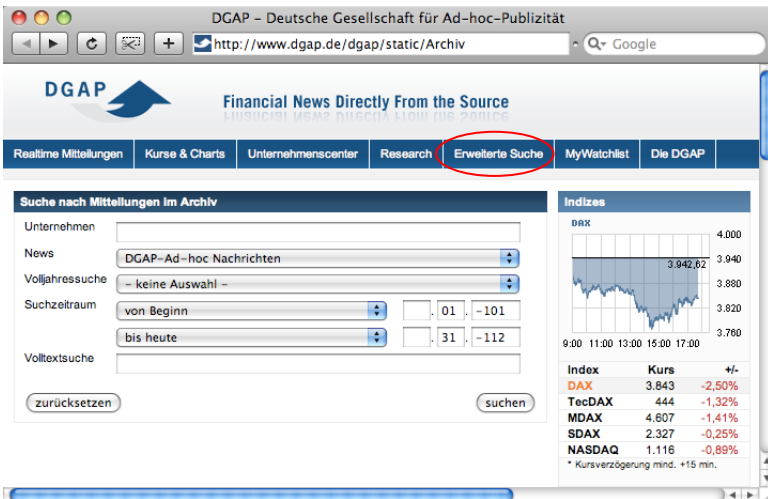 DGAP – Deutsche Gesellschaft für Ad-hoc-Publizität
http://www.dgap.de/dgap/static/Archiv
Google
DGAP
Financial News Directly From the Source
Realtime Mitteilungen Kurse & Charts Unternehmenscenter Research Erweiterte Suche MyWatchlist Die DGAP
Suche nach Mitteilungen im Archiv
Unternehmen
News DGAP-Ad-hoc Nachrichten
Volljahressuche – keine Auswahl –
Suchzeitraum von Beginn . 01 . -101
bis heute . 31 . -112
Volltextsuche
zurücksetzen suchen
Indizes
DAX
4.000
3.942,62 3.940
3.880
3.820
3.760
9:00 11:00 13:00 15:00 17:00
Index Kurs +/-
DAX 3.843 -2,50%
TecDAX 444 -1,32%
MDAX 4.607 -1,41%
SDAX 2.327 -0,25%
NASDAQ 1.116 -0,89%
* Kursverzögerung mind. +15 min.